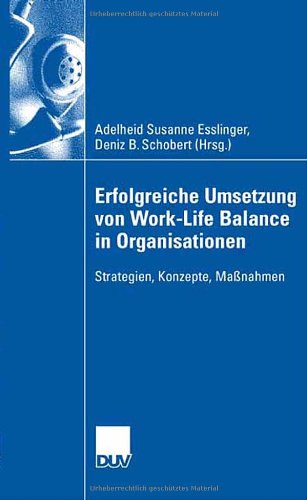 Urheberrechtlich geschütztes Material
Adelheid Susanne Esslinger,
Deniz B. Schobert (Hrsg.)
Erfolgreiche Umsetzung
von Work-Life Balance
in Organisationen
Strategien, Konzepte, Maßnahmen
DUV
Urheberrechtlich geschütztes Material